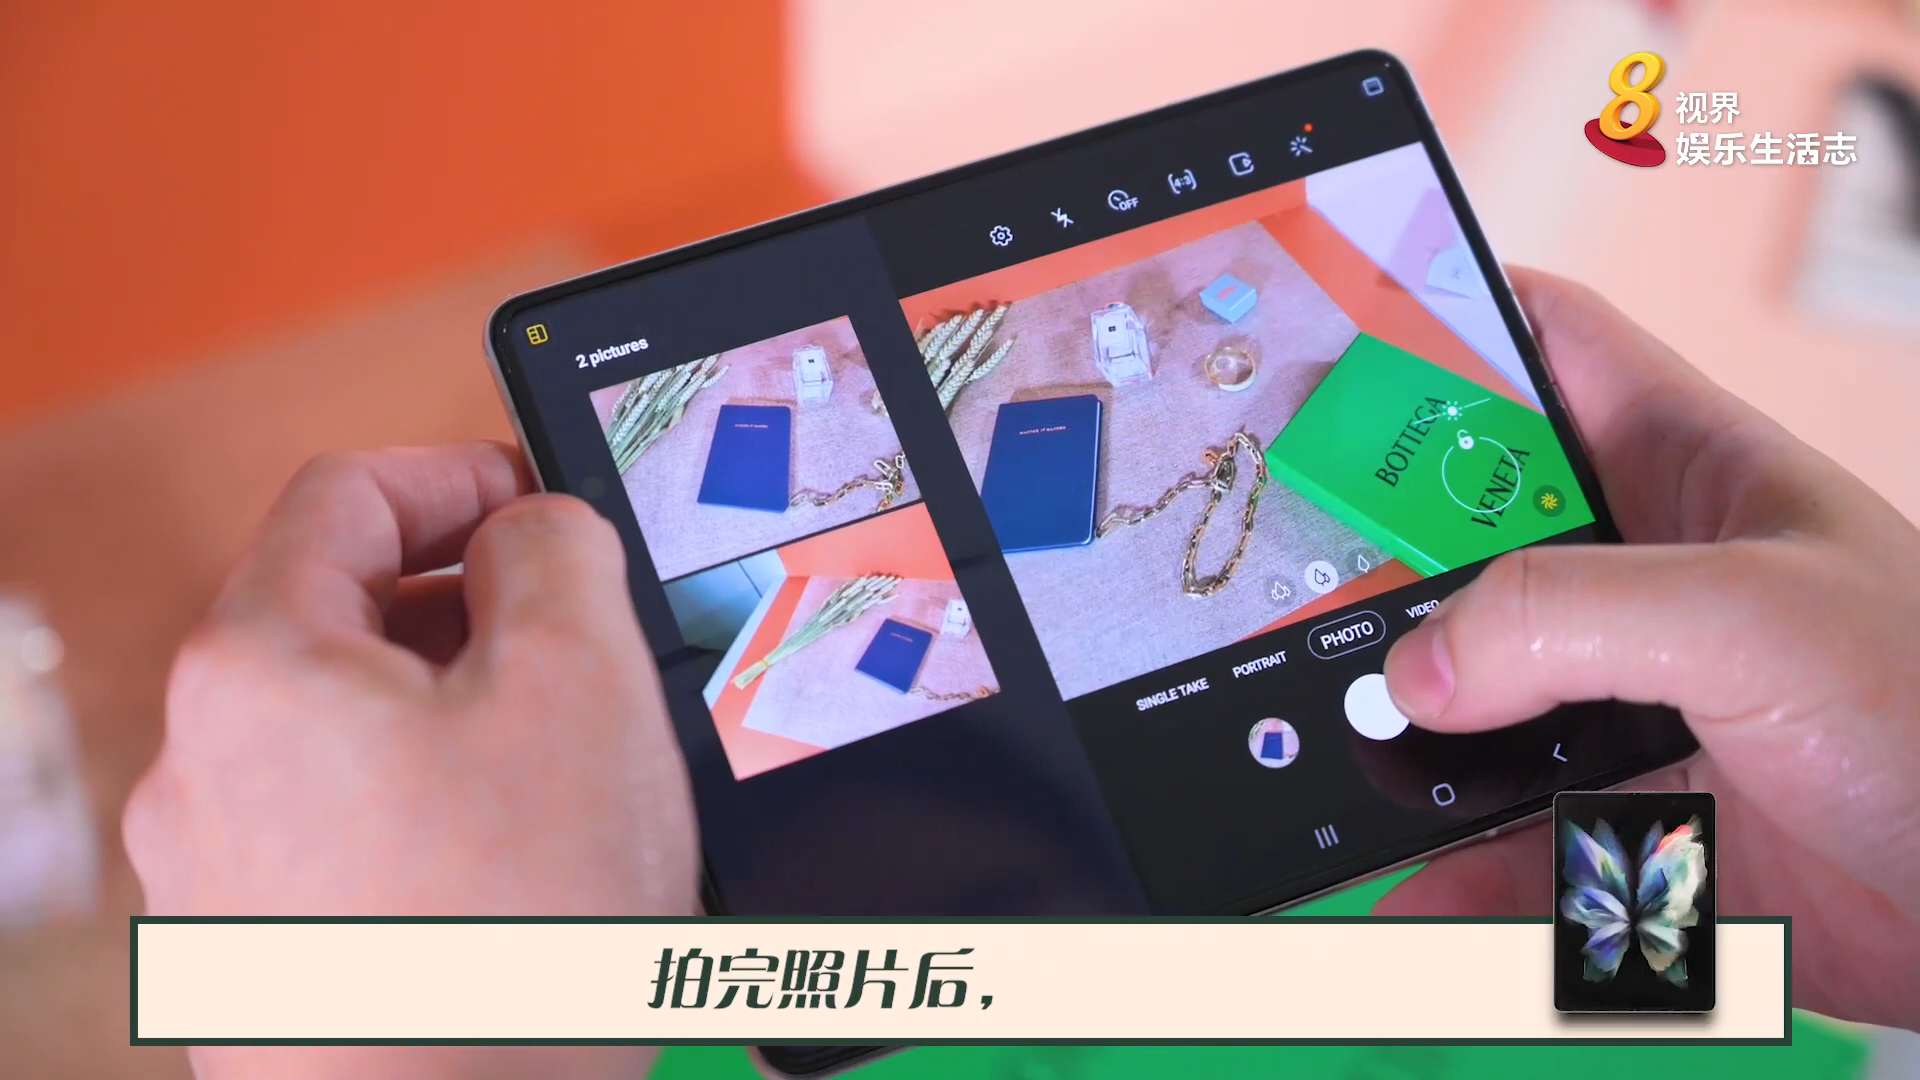 8
视界
娱乐生活志
OFF
4:3
2 pictures
BOTTEGA
VENETA
VIDEO
PHOTO
PORTRAIT
SINGLE TAKE
拍完照片后，